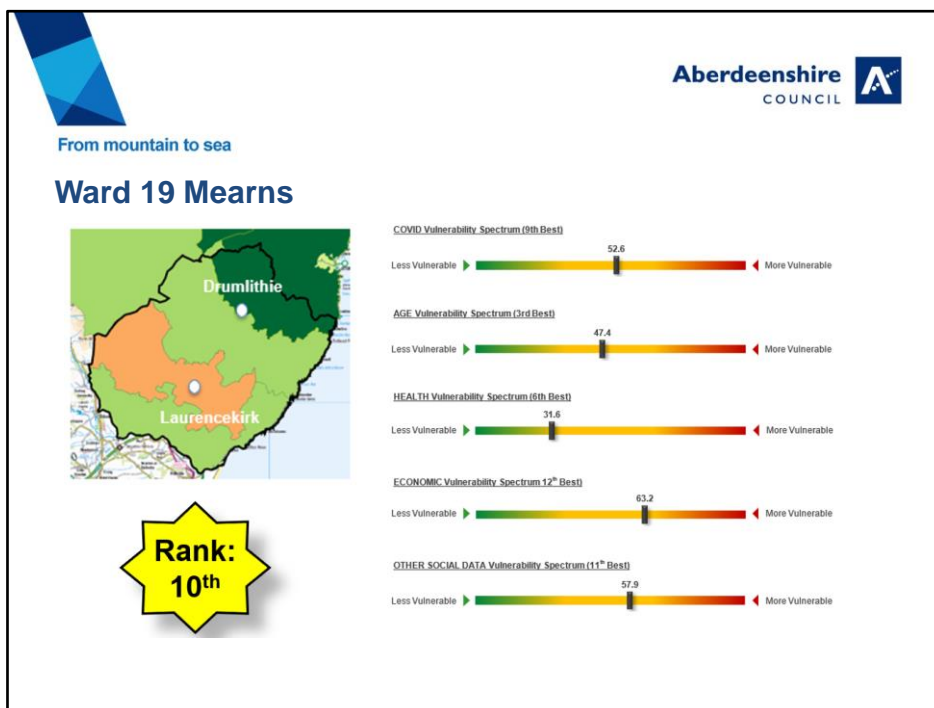 Aberdeenshire
COUNCIL
From mountain to sea
Ward 19 Mearns
Drumlithie
Laurencekirk
Rank:
10th
COVID Vulnerability Spectrum (9th Best)
52.6
Less Vulnerable
More Vulnerable
AGE Vulnerability Spectrum (3rd Best)
47.4
Less Vulnerable
More Vulnerable
HEALTH Vulnerability Spectrum (6th Best)
31.6
Less Vulnerable
More Vulnerable
ECONOMIC Vulnerability Spectrum 12th Best)
63.2
Less Vulnerable
More Vulnerable
OTHER SOCIAL DATA Vulnerability Spectrum (11th Best)
57.9
Less Vulnerable
More Vulnerable